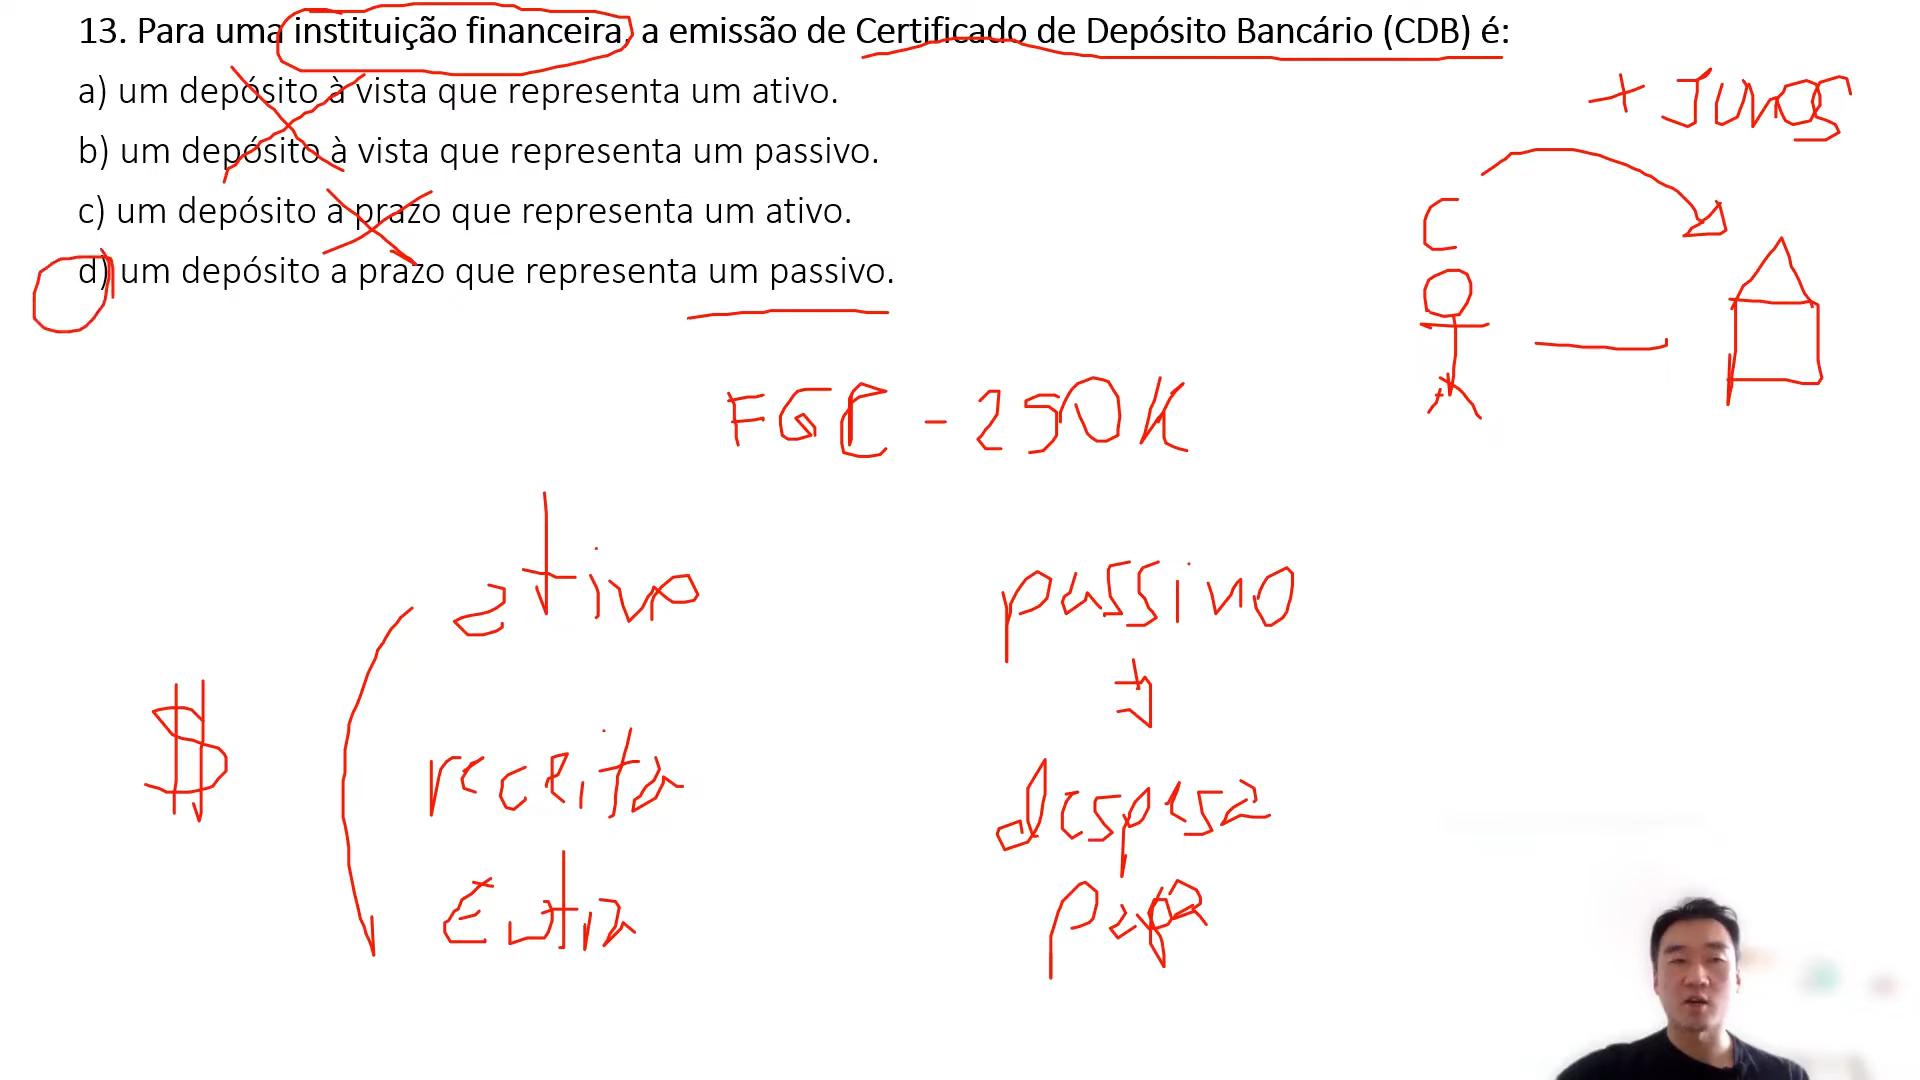 13. Para uma instituição financeira, a emissão de Certificado de Depósito Bancário (CDB) é:
a) um depósito à vista que representa um ativo.
b) um depósito à vista que representa um passivo.
c) um depósito a prazo que representa um ativo.
d) um depósito a prazo que representa um passivo.
+ Juros
C
FGC - 250K
ativo
passivo
$
receita
despesa
Entra
paga